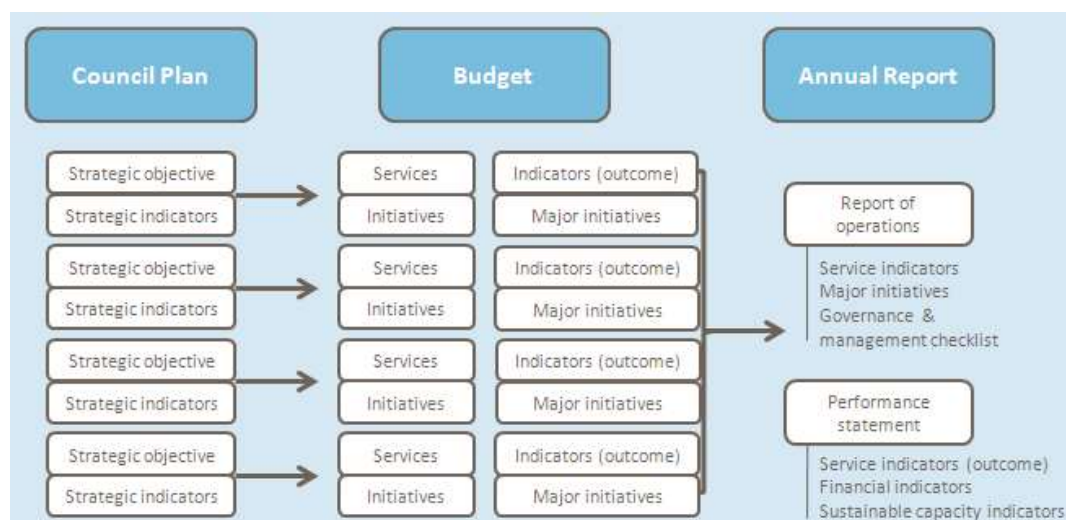 Council Plan
Budget
Annual Report
Strategic objective
Strategic indicators
Services
Initiatives
Indicators (outcome)
Major initiatives
Strategic objective
Strategic indicators
Services
Initiatives
Indicators (outcome)
Major initiatives
Strategic objective
Strategic indicators
Services
Initiatives
Indicators (outcome)
Major initiatives
Strategic objective
Strategic indicators
Services
Initiatives
Indicators (outcome)
Major initiatives
Report of
operations
Service indicators
Major initiatives
Governance &
management checklist
Performance
statement
Service indicators (outcome)
Financial indicators
Sustainable capacity indicators